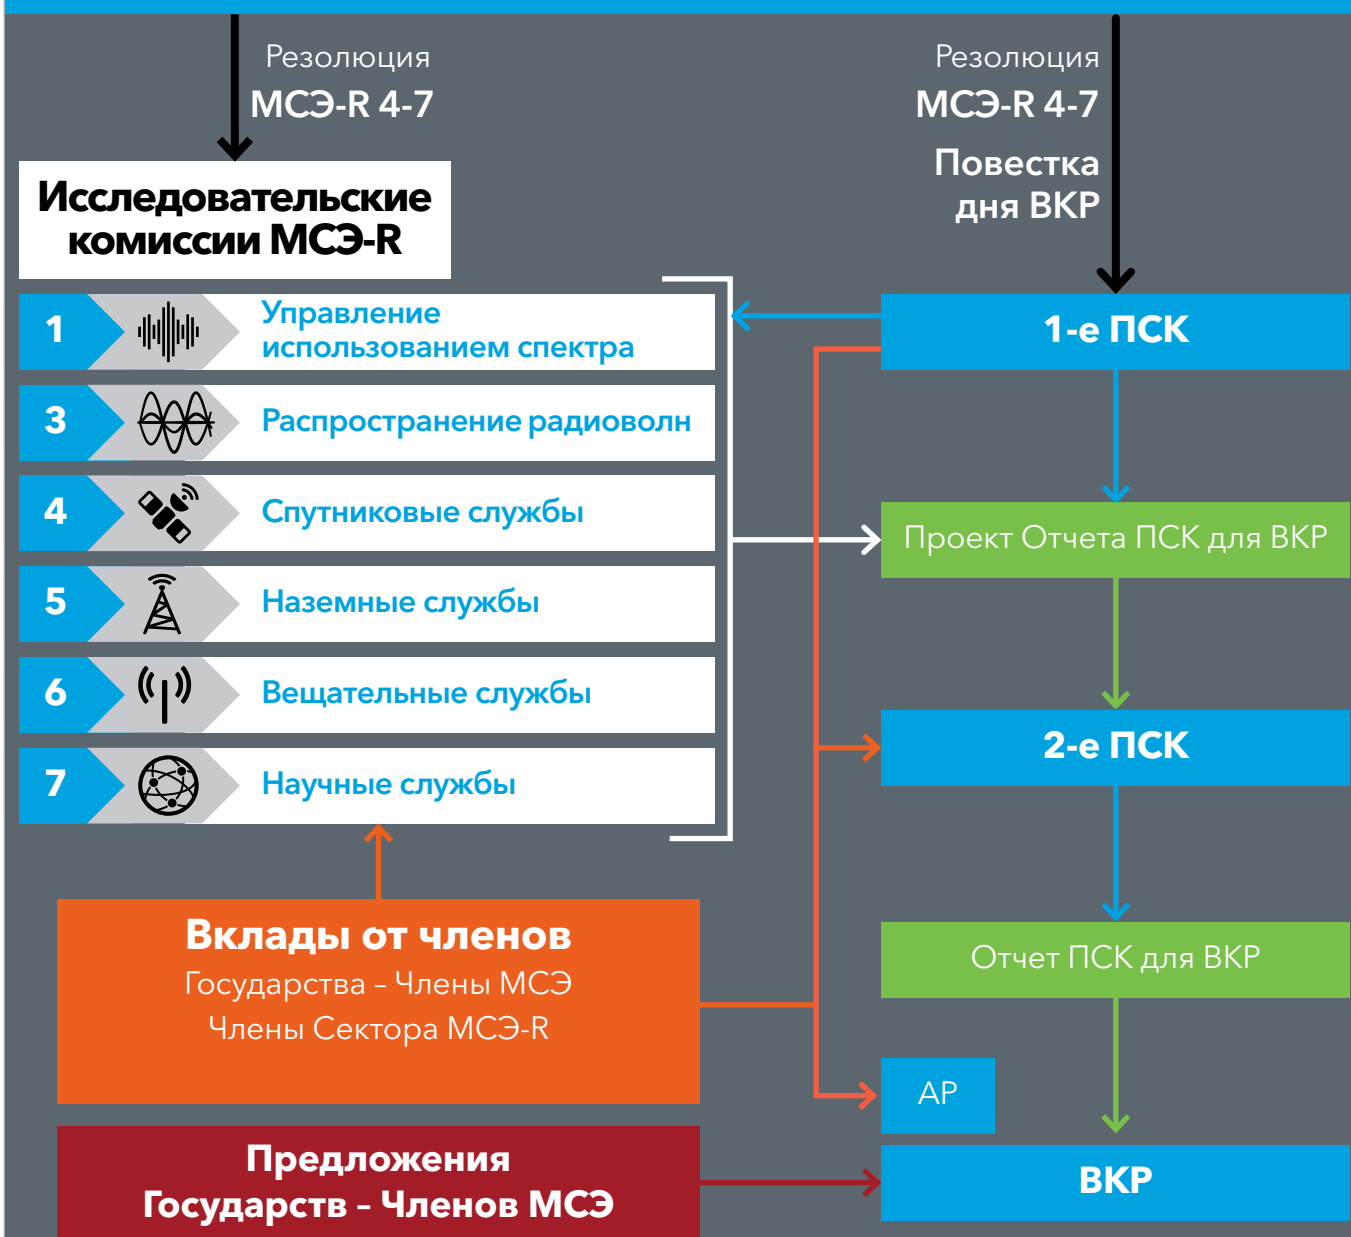 Резолюция
МСЭ-R 4-7
Исследовательские
комиссии МСЭ-R
1
Управление
использованием спектра
3
Распространение радиоволн
4
Спутниковые службы
5
Наземные службы
6
Вещательные службы
7
Научные службы
Вклады от членов
Государства – Члены МСЭ
Члены Сектора МСЭ-R
Предложения
Государств – Членов МСЭ
Резолюция
МСЭ-R 4-7
Повестка
дня ВКР
1-е ПСК
Проект Отчета ПСК для ВКР
2-е ПСК
Отчет ПСК для ВКР
АР
ВКР